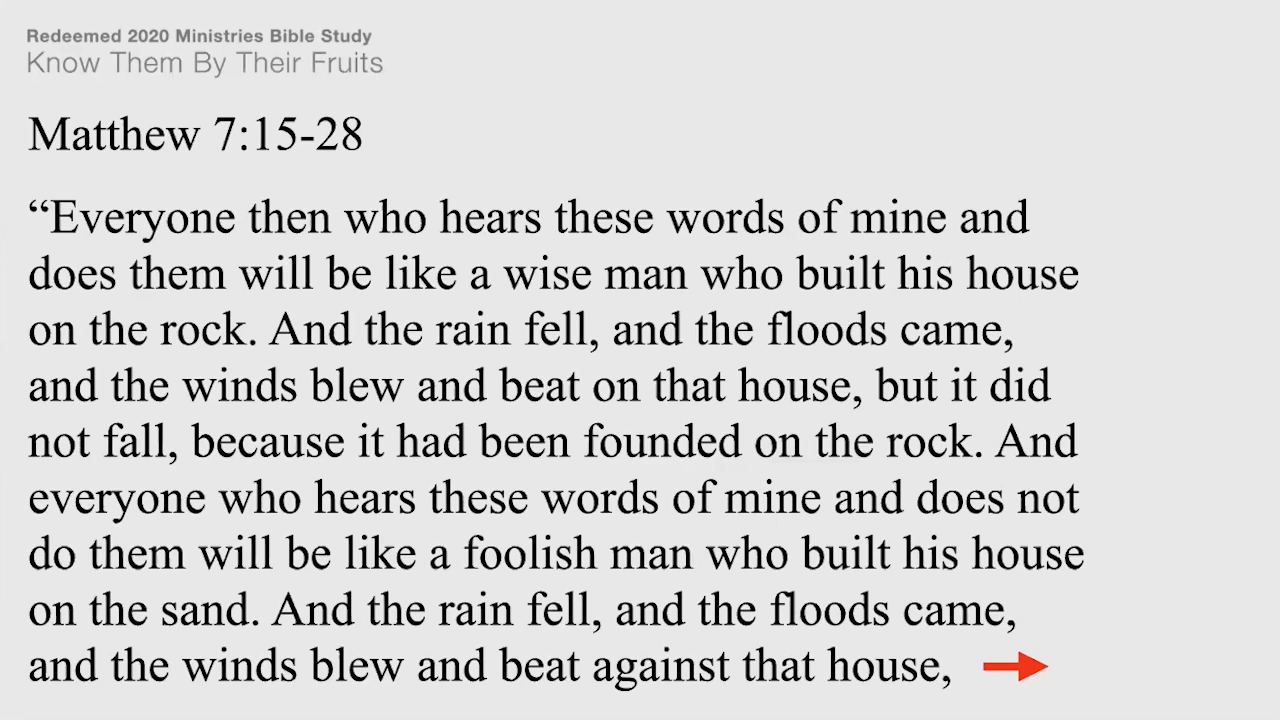 Redeemed 2020 Ministries Bible Study
Know Them By Their Fruits
Matthew 7:15-28
“Everyone then who hears these words of mine and
does them will be like a wise man who built his house
on the rock. And the rain fell, and the floods came,
and the winds blew and beat on that house, but it did
not fall, because it had been founded on the rock. And
everyone who hears these words of mine and does not
do them will be like a foolish man who built his house
on the sand. And the rain fell, and the floods came,
and the winds blew and beat against that house,